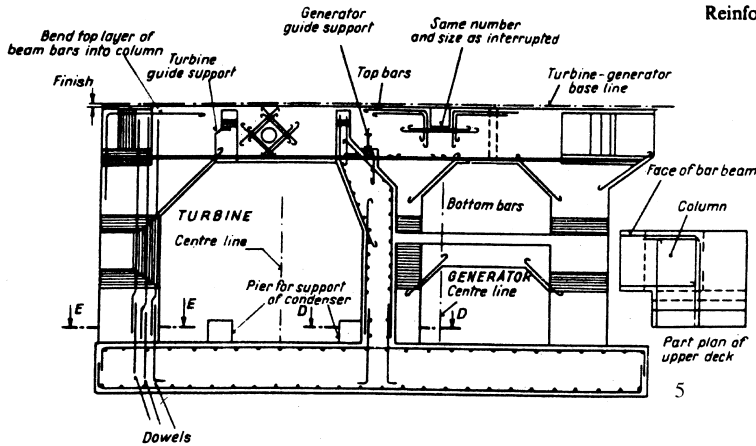 Reinfo
Bend top layer of
beam bars into column
Generator
guide support
Same number
and size as interrupted
Turbine
guide support
Finish
Top bars
Turbine-generator
base line
Face of bar beam
Column
TURBINE
Centre line
Bottom bars
GENERATOR
Centre line
Pier for support
of condenser
E
E
D
D
Part plan of
upper deck
5
Dowels